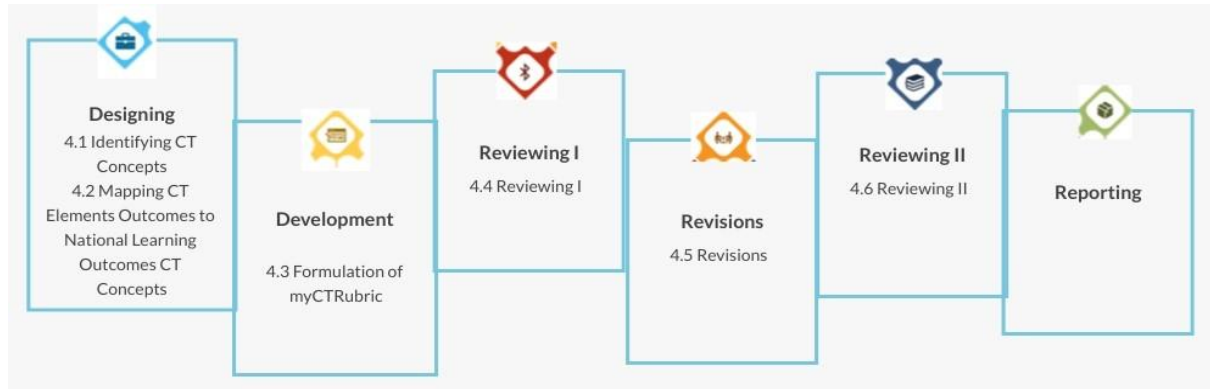 Designing
4.1 Identifying CT
Concepts
4.2 Mapping CT
Elements Outcomes to
National Learning
Outcomes CT
Concepts
Development
4.3 Formulation of
myCTRubric
Reviewing I
4.4 Reviewing I
Revisions
4.5 Revisions
Reviewing II
4.6 Reviewing II
Reporting